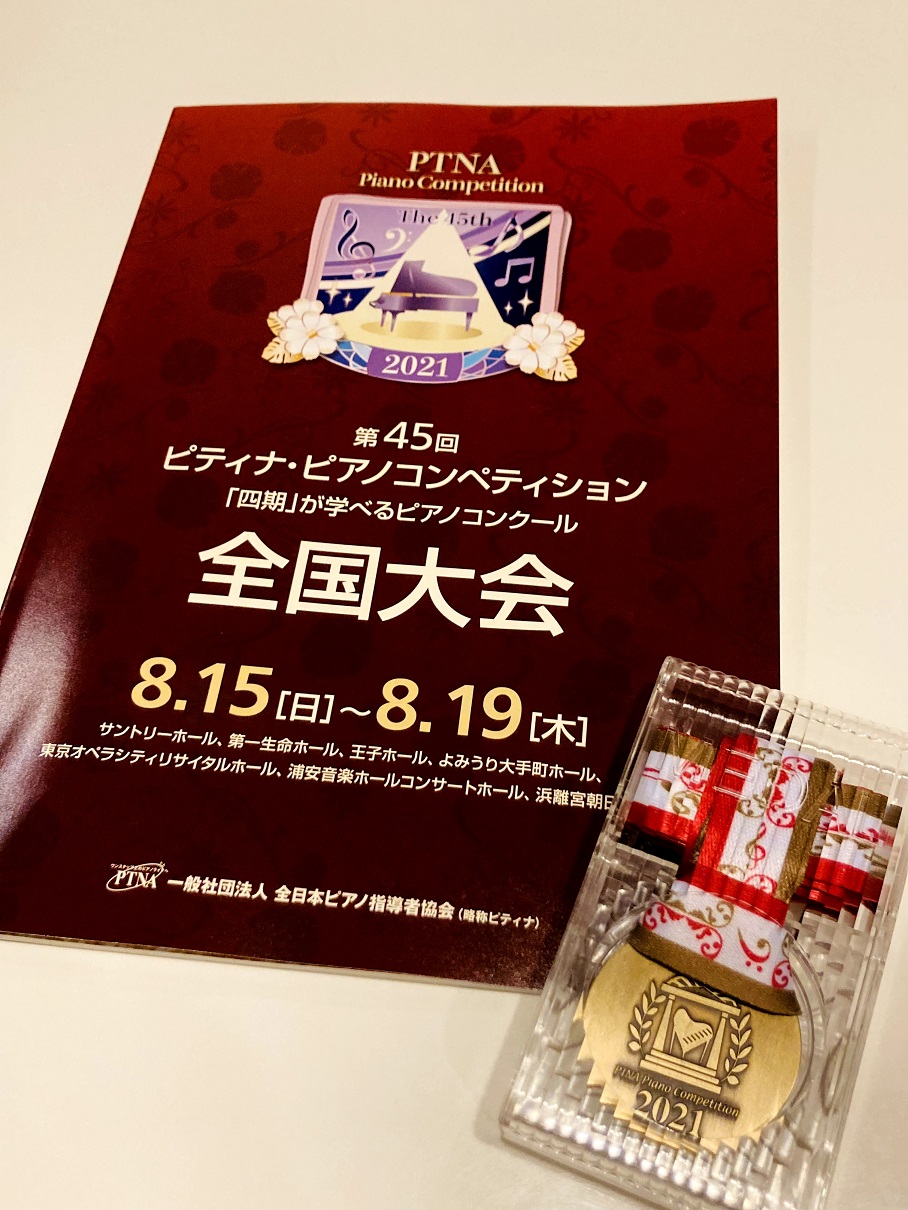 PTNA
Piano Competition
The 45th
2021
第45回
ピティナ・ピアノコンペティション
「四期」が学べるピアノコンクール
全国大会
8.15[日]~8.19[木]
サントリーホール、第一生命ホール、王子ホール、よみうり大手町ホール、
東京オペラシティリサイタルホール、浦安音楽ホールコンサートホール、浜離宮朝日
PTNA 一般社団法人 全日本ピアノ指導者協会(略称ピティナ)
PTNA Piano Competition
2021